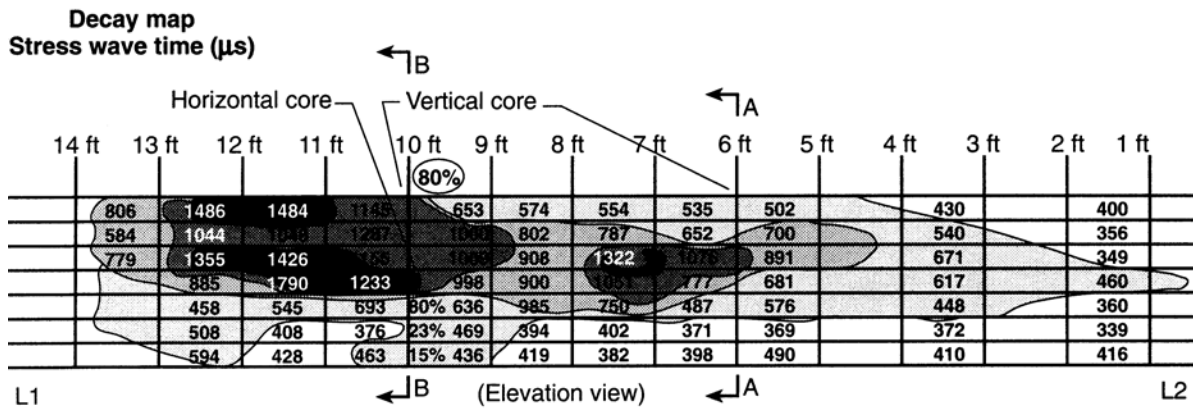 Decay map
Stress wave time (μs)
B
Horizontal core
Vertical core
A
14 ft 13 ft 12 ft 11 ft 10 ft 9 ft 8 ft 7 ft 6 ft 5 ft 4 ft 3 ft 2 ft 1 ft
80%
806 1486 1484 1145 653 574 554 535 502 430 400
584 1044 1048 1287 1000 802 787 652 700 540 356
779 1355 1426 1000 908 1322 1076 891 671 349
885 1790 1233 998 900 1051 777 681 617 460
458 545 693 80% 636 985 750 487 576 448 360
508 408 376 23% 469 394 402 371 369 372 339
594 428 463 15% 436 419 382 398 490 410 416
L1 B (Elevation view) A L2